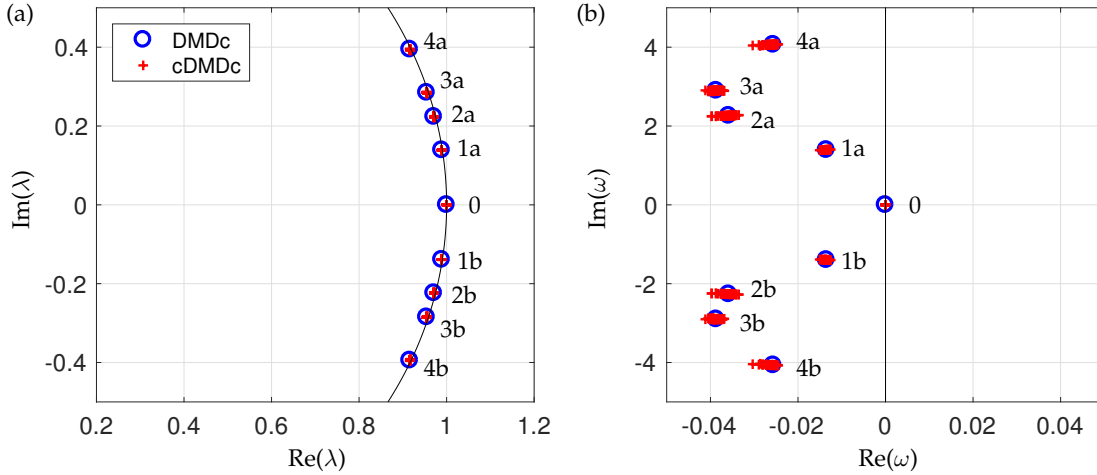 (a)
DMDc
cDMDc
4a
3a
2a
1a
0
1b
2b
3b
4b
0.4
0.2
0
-0.2
-0.4
Im(λ)
0.2
0.4
0.6
0.8
1
1.2
Re(λ)
(b)
4a
3a
2a
1a
0
1b
2b
3b
4b
4
2
0
-2
-4
Im(ω)
-0.04
-0.02
0
0.02
0.04
Re(ω)